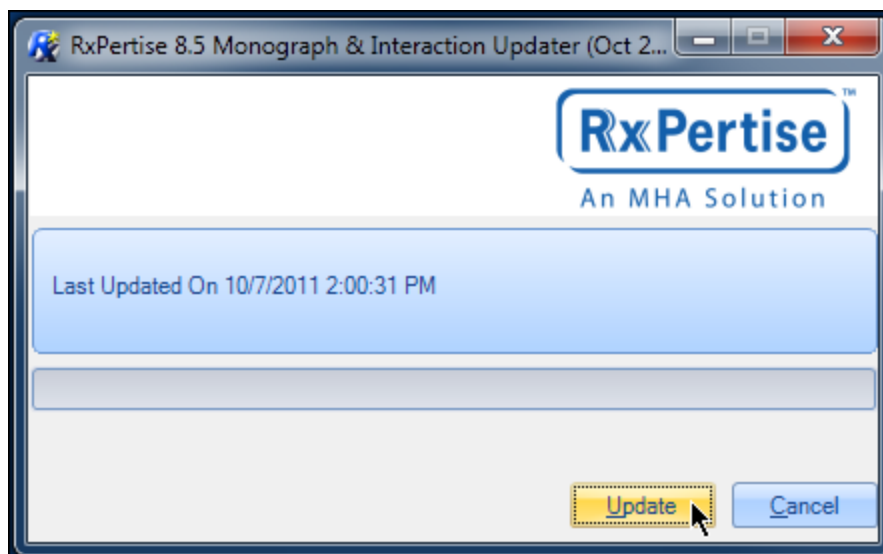 RxPertise 8.5 Monograph & Interaction Updater (Oct 2...
RxPertise™
An MHA Solution
Last Updated On 10/7/2011 2:00:31 PM
Update
Cancel